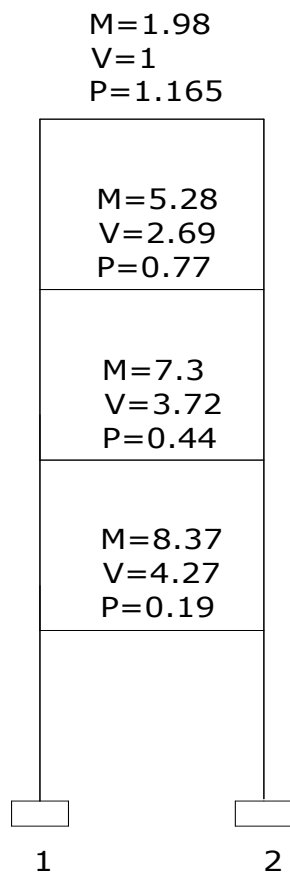 M=1.98
V=1
P=1.165
M=5.28
V=2.69
P=0.77
M=7.3
V=3.72
P=0.44
M=8.37
V=4.27
P=0.19
1 2